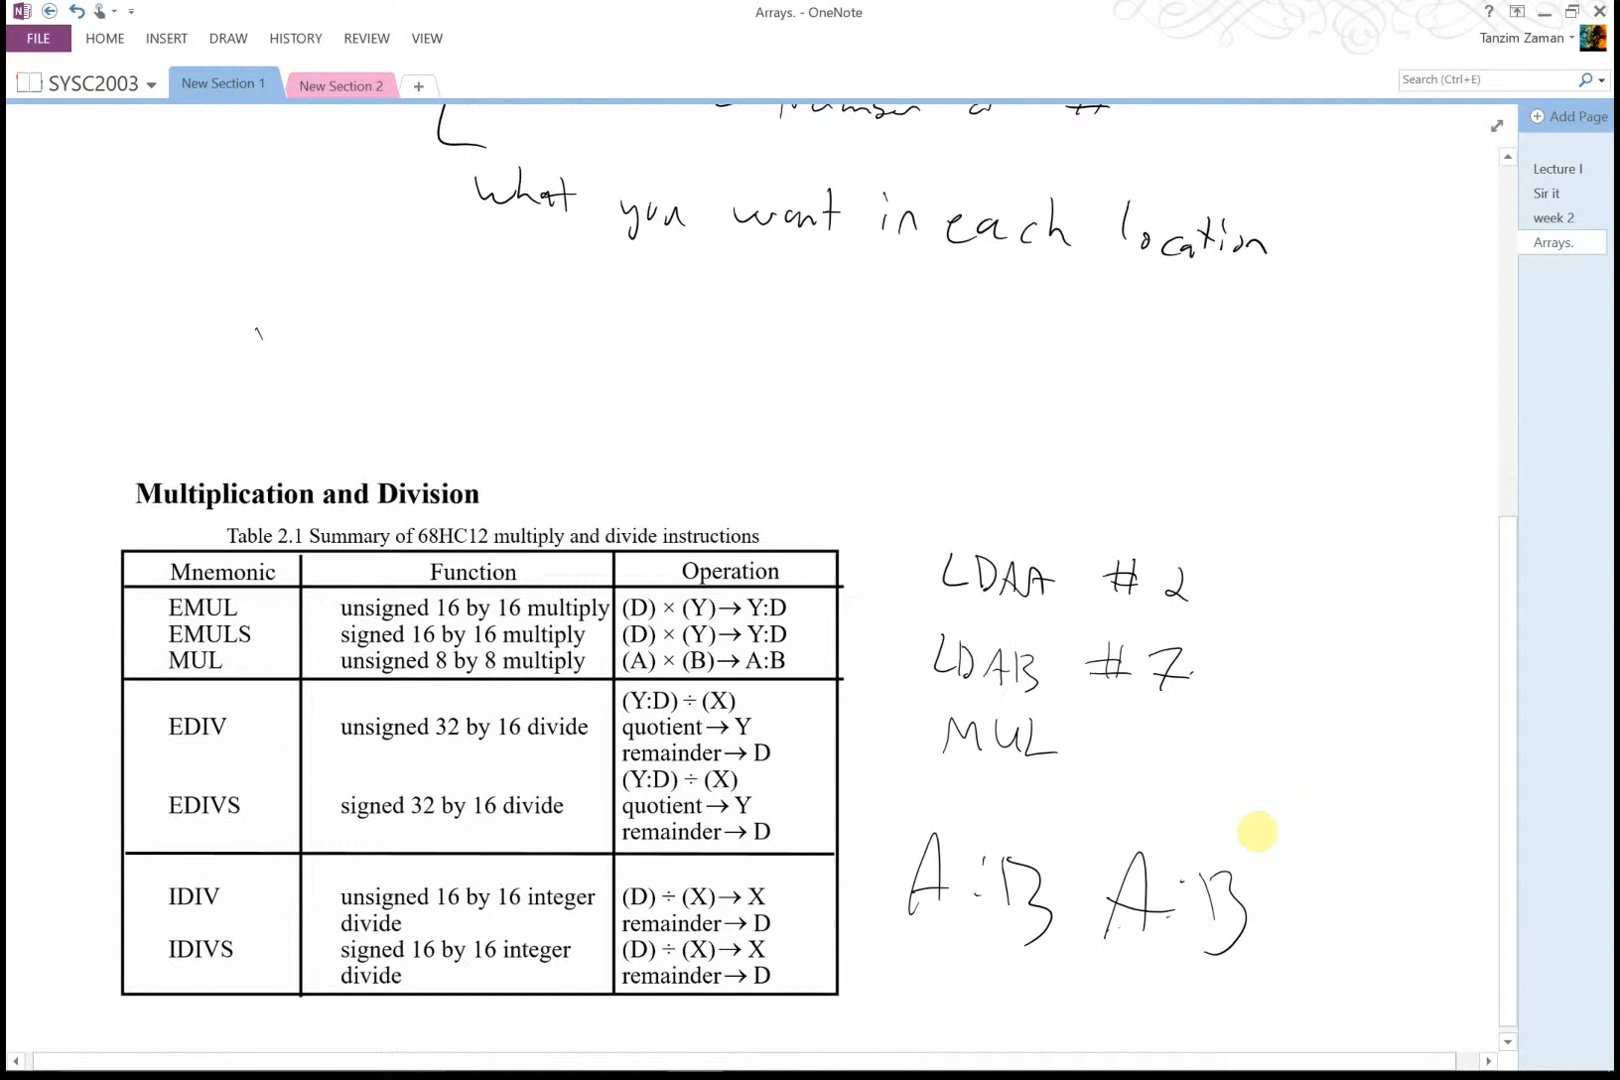 Arrays. - OneNote
FILE HOME INSERT DRAW HISTORY REVIEW VIEW
Tanzim Zaman
SYSC2003 New Section 1 New Section 2 +
Search (Ctrl+E)
Add Page
Lecture I
Sir it
week 2
Arrays.
Number a #
What you want in each location
Multiplication and Division
Table 2.1 Summary of 68HC12 multiply and divide instructions
Mnemonic Function Operation
EMUL unsigned 16 by 16 multiply (D) × (Y)→ Y:D
EMULS signed 16 by 16 multiply (D) × (Y)→ Y:D
MUL unsigned 8 by 8 multiply (A) × (B)→ A:B
(Y:D) ÷ (X)
EDIV unsigned 32 by 16 divide quotient→ Y
remainder→ D
(Y:D) ÷ (X)
EDIVS signed 32 by 16 divide quotient→ Y
remainder→ D
IDIV unsigned 16 by 16 integer (D) ÷ (X)→ X
divide remainder→ D
IDIVS signed 16 by 16 integer (D) ÷ (X)→ X
divide remainder→ D
LDAA # 2
LDAB # 7
MUL
A:B A:B